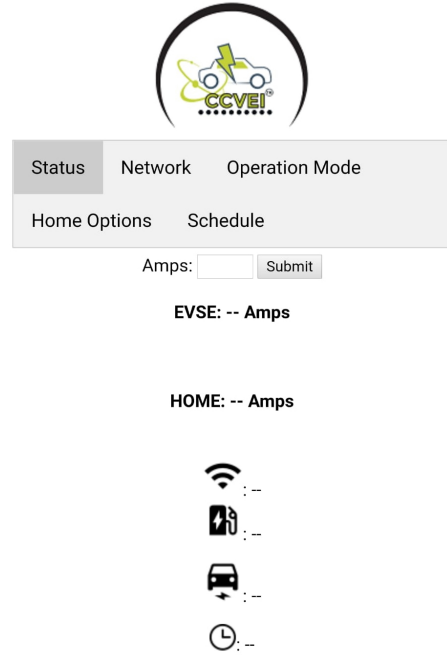 CCVEI®
Status Network Operation Mode
Home Options Schedule
Amps: Submit
EVSE: -- Amps
HOME: -- Amps
: --
: --
: --
: --